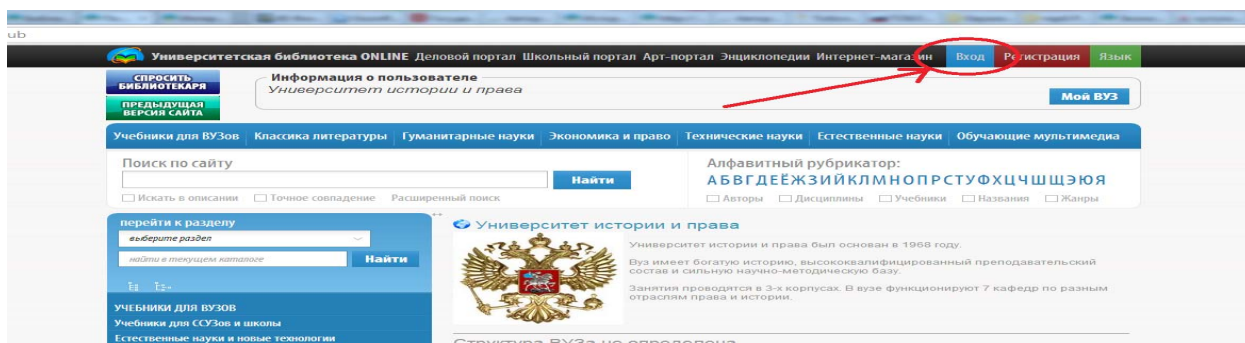 ub
Университетская библиотека ONLINE Деловой портал Школьный портал Арт-портал Энциклопедии Интернет-магазин Вход Регистрация Язык
СПРОСИТЬ БИБЛИОТЕКАРЯ
ПРЕДЫДУЩАЯ ВЕРСИЯ САЙТА
Информация о пользователе
Университет истории и права
Мой ВУЗ
Учебники для ВУЗов Классика литературы Гуманитарные науки Экономика и право Технические науки Естественные науки Обучающие мультимедиа
Поиск по сайту
Найти
Искать в описании Точное совпадение Расширенный поиск
Алфавитный рубрикатор:
АБВГДЕЁЖЗИЙКЛМНОПРСТУФХЦЧШЩЭЮЯ
Авторы Дисциплины Учебники Названия Жанры
перейти к разделу
выберите раздел
найти в текущем каталоге Найти
УЧЕБНИКИ ДЛЯ ВУЗОВ
Учебники для ССУЗов и школы
Естественные науки и новые технологии
Университет истории и права
Университет истории и права был основан в 1968 году.
Вуз имеет богатую историю, высококвалифицированный преподавательский
состав и сильную научно-методическую базу.
Занятия проводятся в 3-х корпусах. В вузе функционируют 7 кафедр по разным
отраслям права и истории.
Структура ВУЗа не определена